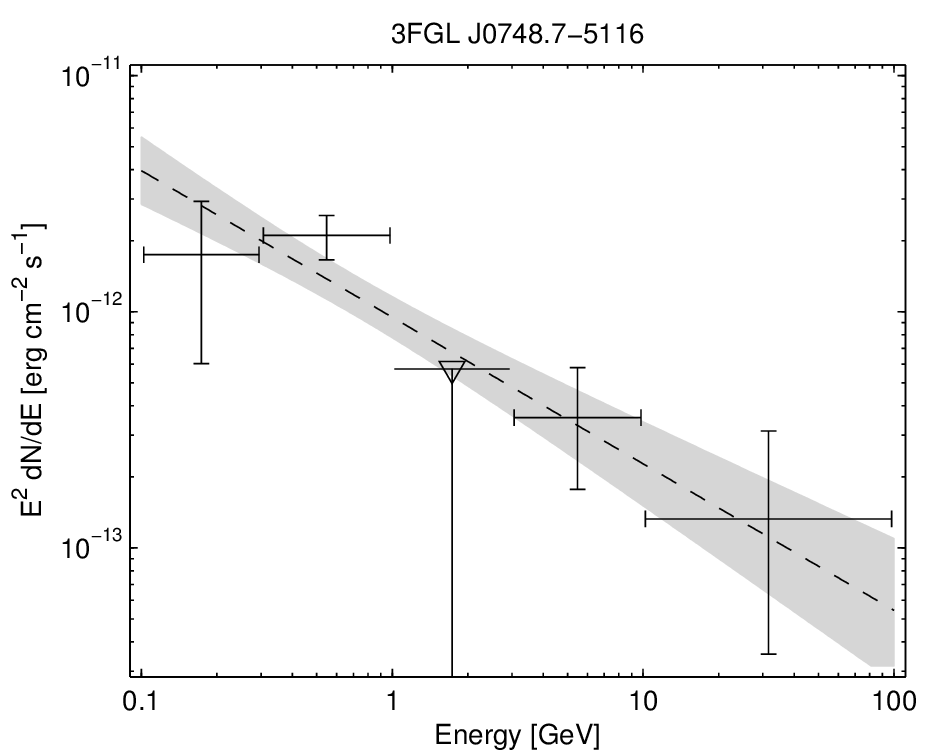 3FGL J0748.7−5116
10⁻¹¹
10⁻¹²
10⁻¹³
E² dN/dE [erg cm⁻² s⁻¹]
0.1 1 10 100
Energy [GeV]